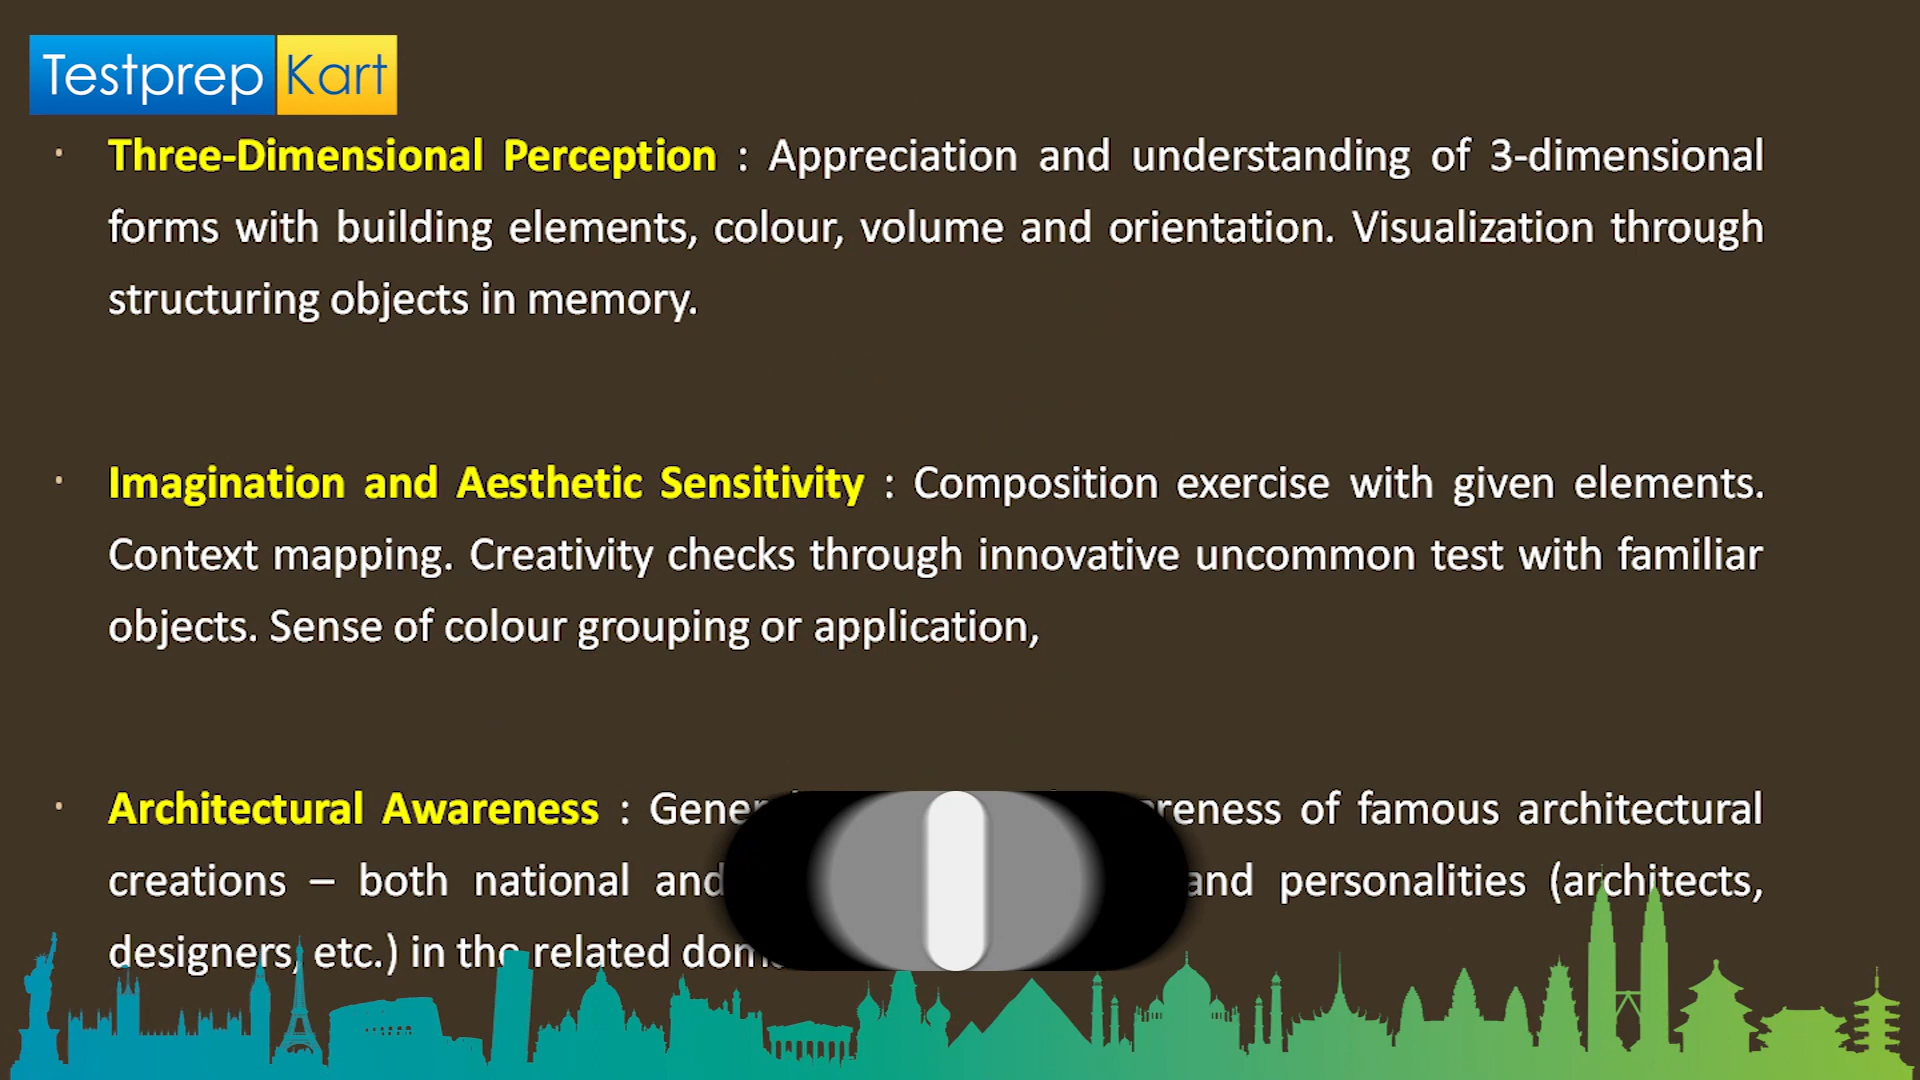 Testprep Kart
· Three-Dimensional Perception : Appreciation and understanding of 3-dimensional
forms with building elements, colour, volume and orientation. Visualization through
structuring objects in memory.
· Imagination and Aesthetic Sensitivity : Composition exercise with given elements.
Context mapping. Creativity checks through innovative uncommon test with familiar
objects. Sense of colour grouping or application,
· Architectural Awareness : of famous architectural
creations – both national and and personalities (architects,
designers, etc.) in the related